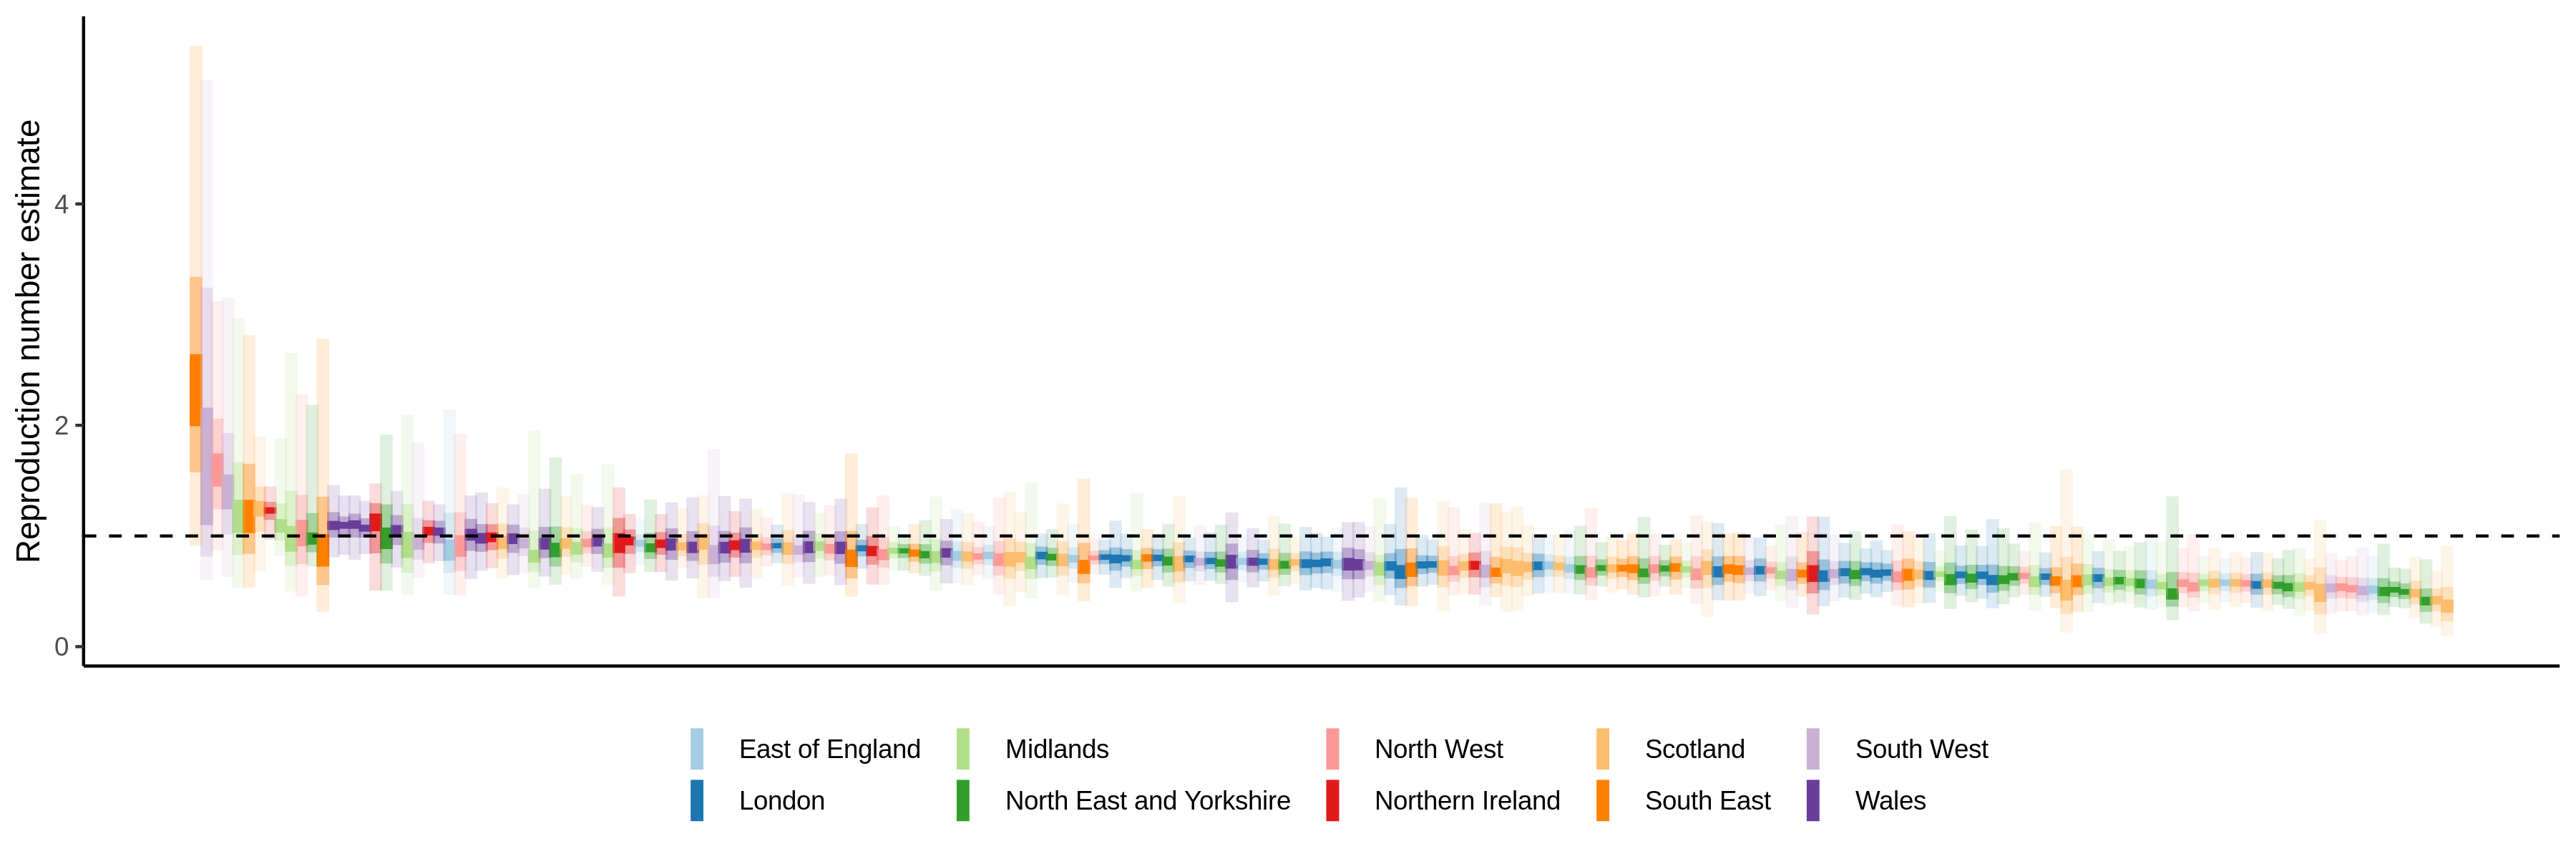 Reproduction number estimate
4
2
0
East of England
Midlands
North West
Scotland
South West
London
North East and Yorkshire
Northern Ireland
South East
Wales